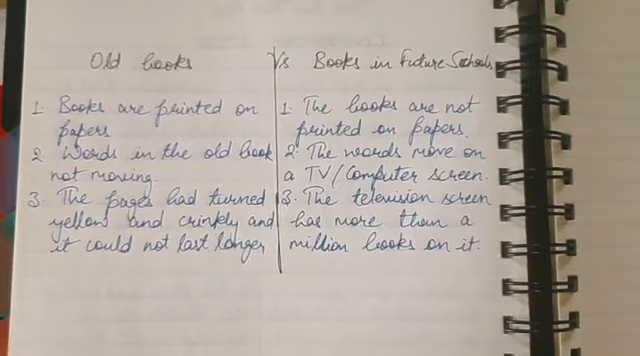 Old books Vs Books in Future Schools
1. Books are printed on
papers
2. Words in the old book
not moving.
3. The pages had turned
yellow and crinkly and
it could not last longer
1. The books are not
printed on papers.
2. The words move on
a TV/Computer screen.
3. The television screen
has more than a
million books on it.